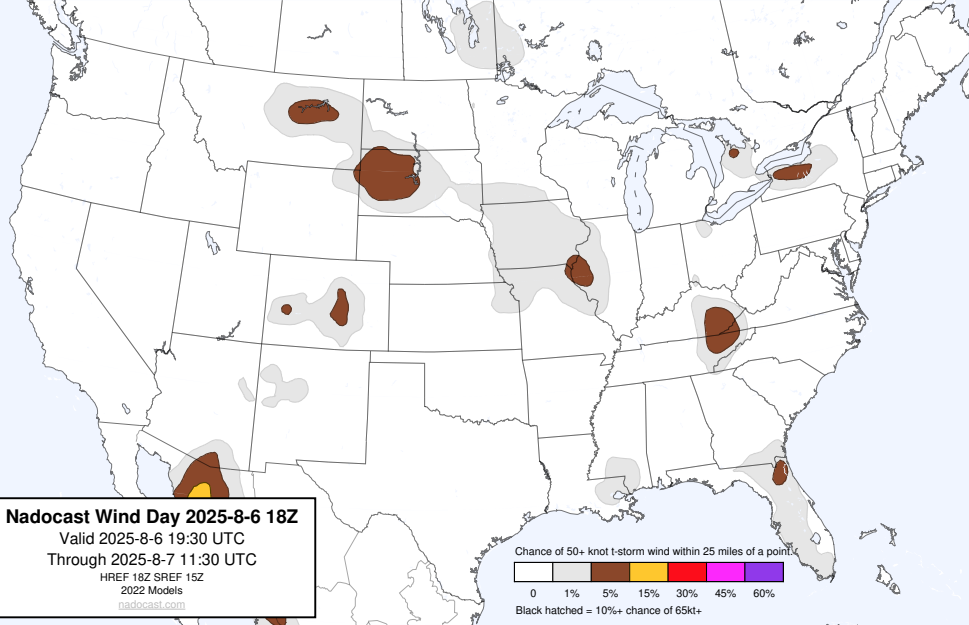 Nadocast Wind Day 2025-8-6 18Z
Valid 2025-8-6 19:30 UTC
Through 2025-8-7 11:30 UTC
HREF 18Z SREF 15Z
2022 Models
nadocast.com
Chance of 50+ knot t-storm wind within 25 miles of a point.
0 1% 5% 15% 30% 45% 60%
Black hatched = 10%+ chance of 65kt+